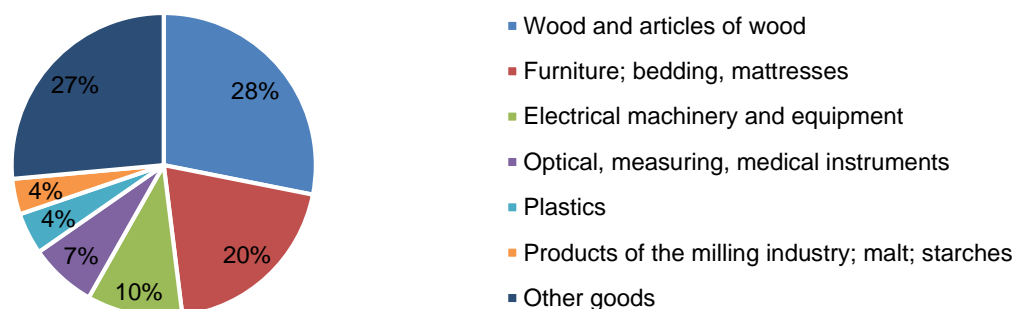 27%
28%
4%
4%
7%
10%
20%
Wood and articles of wood
Furniture; bedding, mattresses
Electrical machinery and equipment
Optical, measuring, medical instruments
Plastics
Products of the milling industry; malt; starches
Other goods